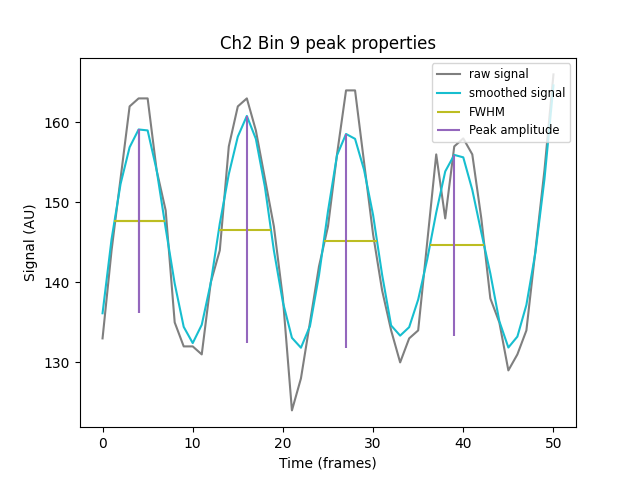 Ch2 Bin 9 peak properties
raw signal
smoothed signal
FWHM
Peak amplitude
160
150
140
130
Signal (AU)
0 10 20 30 40 50
Time (frames)